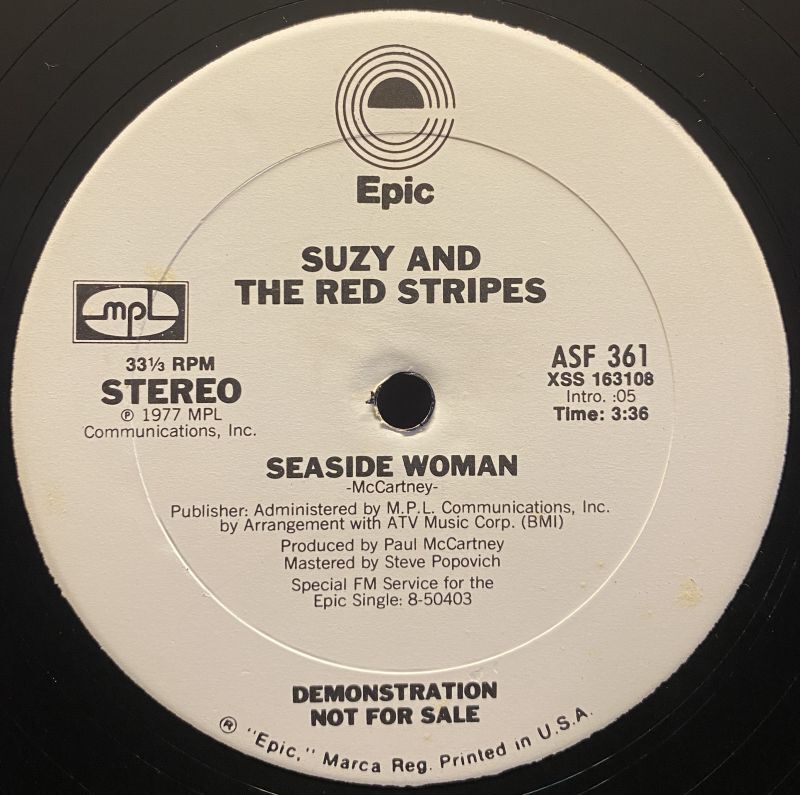 Epic
SUZY AND
THE RED STRIPES
mpl
33⅓ RPM
STEREO
℗ 1977 MPL
Communications, Inc.
ASF 361
XSS 163108
Intro. :05
Time: 3:36
SEASIDE WOMAN
-McCartney-
Publisher: Administered by M.P.L. Communications, Inc.
by Arrangement with ATV Music Corp. (BMI)
Produced by Paul McCartney
Mastered by Steve Popovich
Special FM Service for the
Epic Single: 8-50403
DEMONSTRATION
NOT FOR SALE
® "Epic," Marca Reg. Printed in U.S.A.